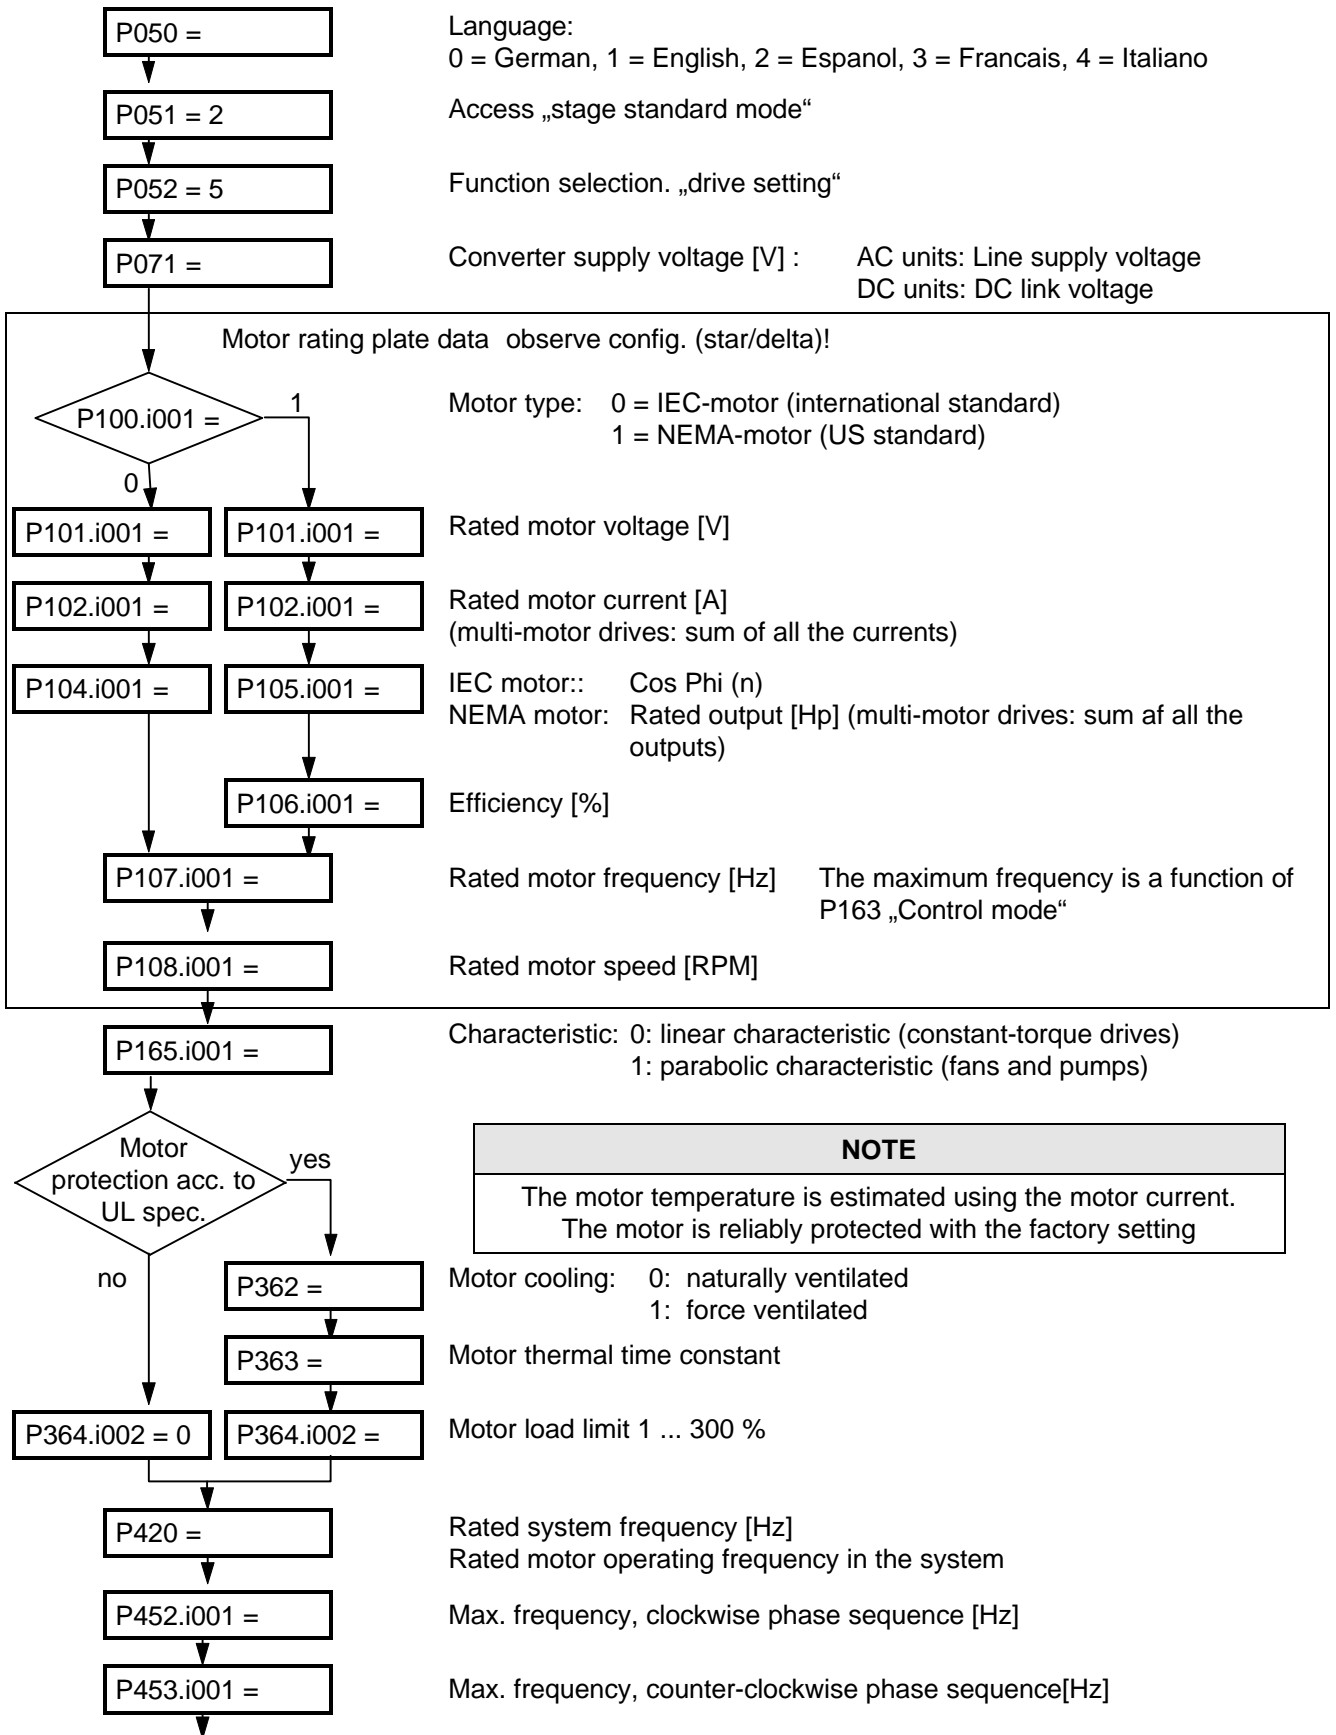 P050 =
Language:
0 = German, 1 = English, 2 = Espanol, 3 = Francais, 4 = Italiano
P051 = 2
Access „stage standard mode“
P052 = 5
Function selection. „drive setting“
P071 =
Converter supply voltage [V] : AC units: Line supply voltage
DC units: DC link voltage
Motor rating plate data observe config. (star/delta)!
P100.i001 =
1
0
Motor type: 0 = IEC-motor (international standard)
1 = NEMA-motor (US standard)
P101.i001 = P101.i001 =
Rated motor voltage [V]
P102.i001 = P102.i001 =
Rated motor current [A]
(multi-motor drives: sum of all the currents)
P104.i001 = P105.i001 =
IEC motor:: Cos Phi (n)
NEMA motor: Rated output [Hp] (multi-motor drives: sum af all the
outputs)
P106.i001 =
Efficiency [%]
P107.i001 =
Rated motor frequency [Hz] The maximum frequency is a function of
P163 „Control mode“
P108.i001 =
Rated motor speed [RPM]
P165.i001 =
Characteristic: 0: linear characteristic (constant-torque drives)
1: parabolic characteristic (fans and pumps)
Motor
protection acc. to
UL spec.
yes
no
NOTE
The motor temperature is estimated using the motor current.
The motor is reliably protected with the factory setting
P362 =
Motor cooling: 0: naturally ventilated
1: force ventilated
P363 =
Motor thermal time constant
P364.i002 = 0 P364.i002 =
Motor load limit 1 ... 300 %
P420 =
Rated system frequency [Hz]
Rated motor operating frequency in the system
P452.i001 =
Max. frequency, clockwise phase sequence [Hz]
P453.i001 =
Max. frequency, counter-clockwise phase sequence[Hz]